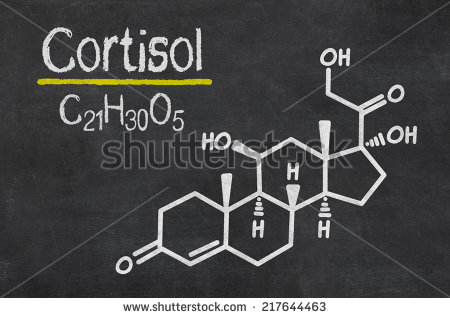 Cortisol
C₂₁H₃₀O₅
OH
O
HO
OH
H
H
H
O
shutterstock
www.shutterstock.com · 217644463